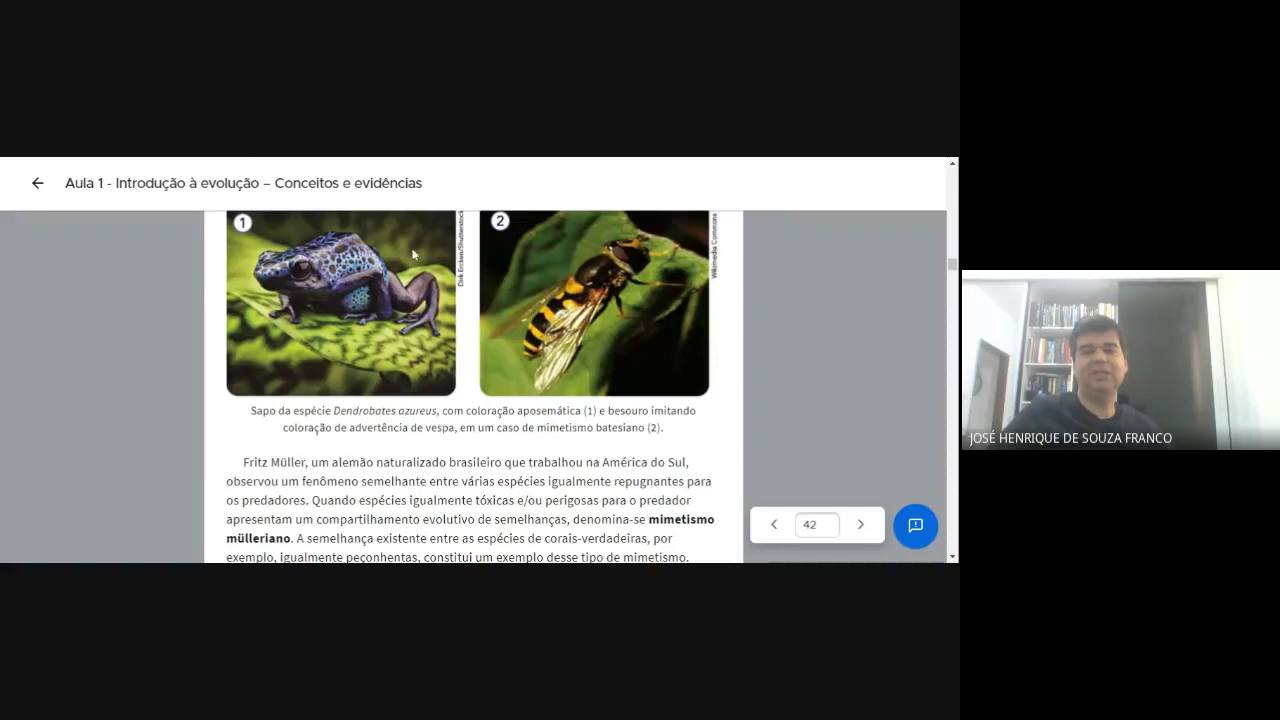 Aula 1 - Introdução à evolução – Conceitos e evidências
1
2
Dirk Ercken/Shutterstock
Wikimedia Commons
Sapo da espécie Dendrobates azureus, com coloração aposemática (1) e besouro imitando
coloração de advertência de vespa, em um caso de mimetismo batesiano (2).
Fritz Müller, um alemão naturalizado brasileiro que trabalhou na América do Sul,
observou um fenômeno semelhante entre várias espécies igualmente repugnantes para
os predadores. Quando espécies igualmente tóxicas e/ou perigosas para o predador
apresentam um compartilhamento evolutivo de semelhanças, denomina-se mimetismo
mülleriano. A semelhança existente entre as espécies de corais-verdadeiras, por
exemplo, igualmente peçonhentas, constitui um exemplo desse tipo de mimetismo.
42
JOSÉ HENRIQUE DE SOUZA FRANCO